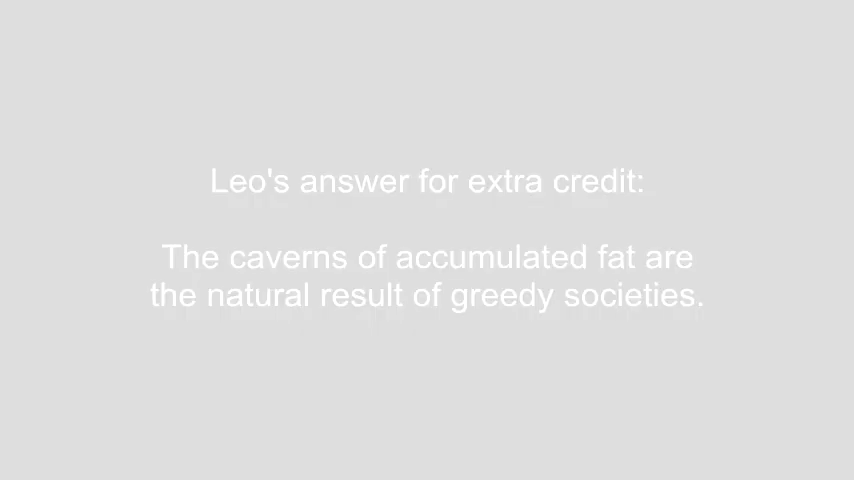 Leo's answer for extra credit:
The caverns of accumulated fat are
the natural result of greedy societies.